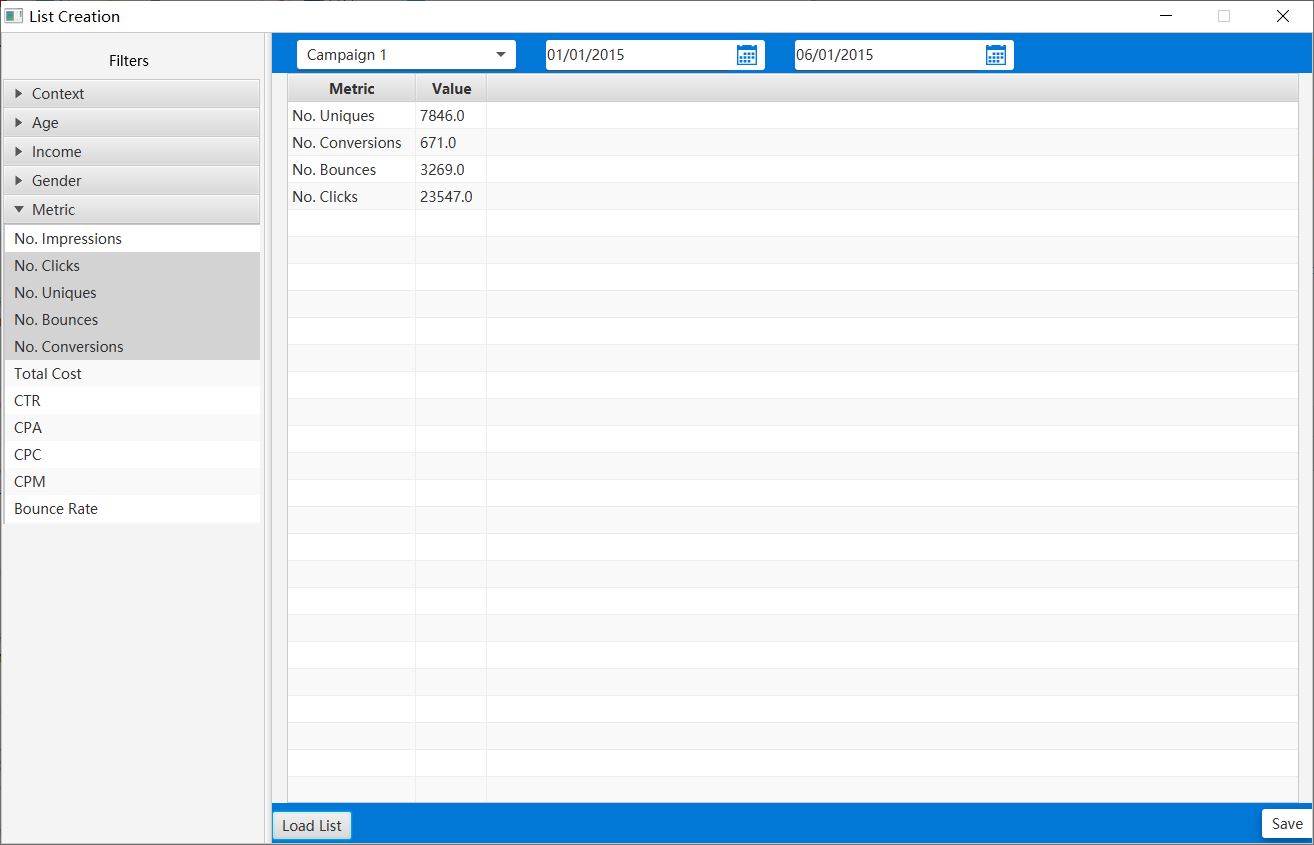 List Creation
Filters
Context
Age
Income
Gender
Metric
No. Impressions
No. Clicks
No. Uniques
No. Bounces
No. Conversions
Total Cost
CTR
CPA
CPC
CPM
Bounce Rate
Campaign 1 01/01/2015 06/01/2015
Metric Value
No. Uniques 7846.0
No. Conversions 671.0
No. Bounces 3269.0
No. Clicks 23547.0
Load List Save